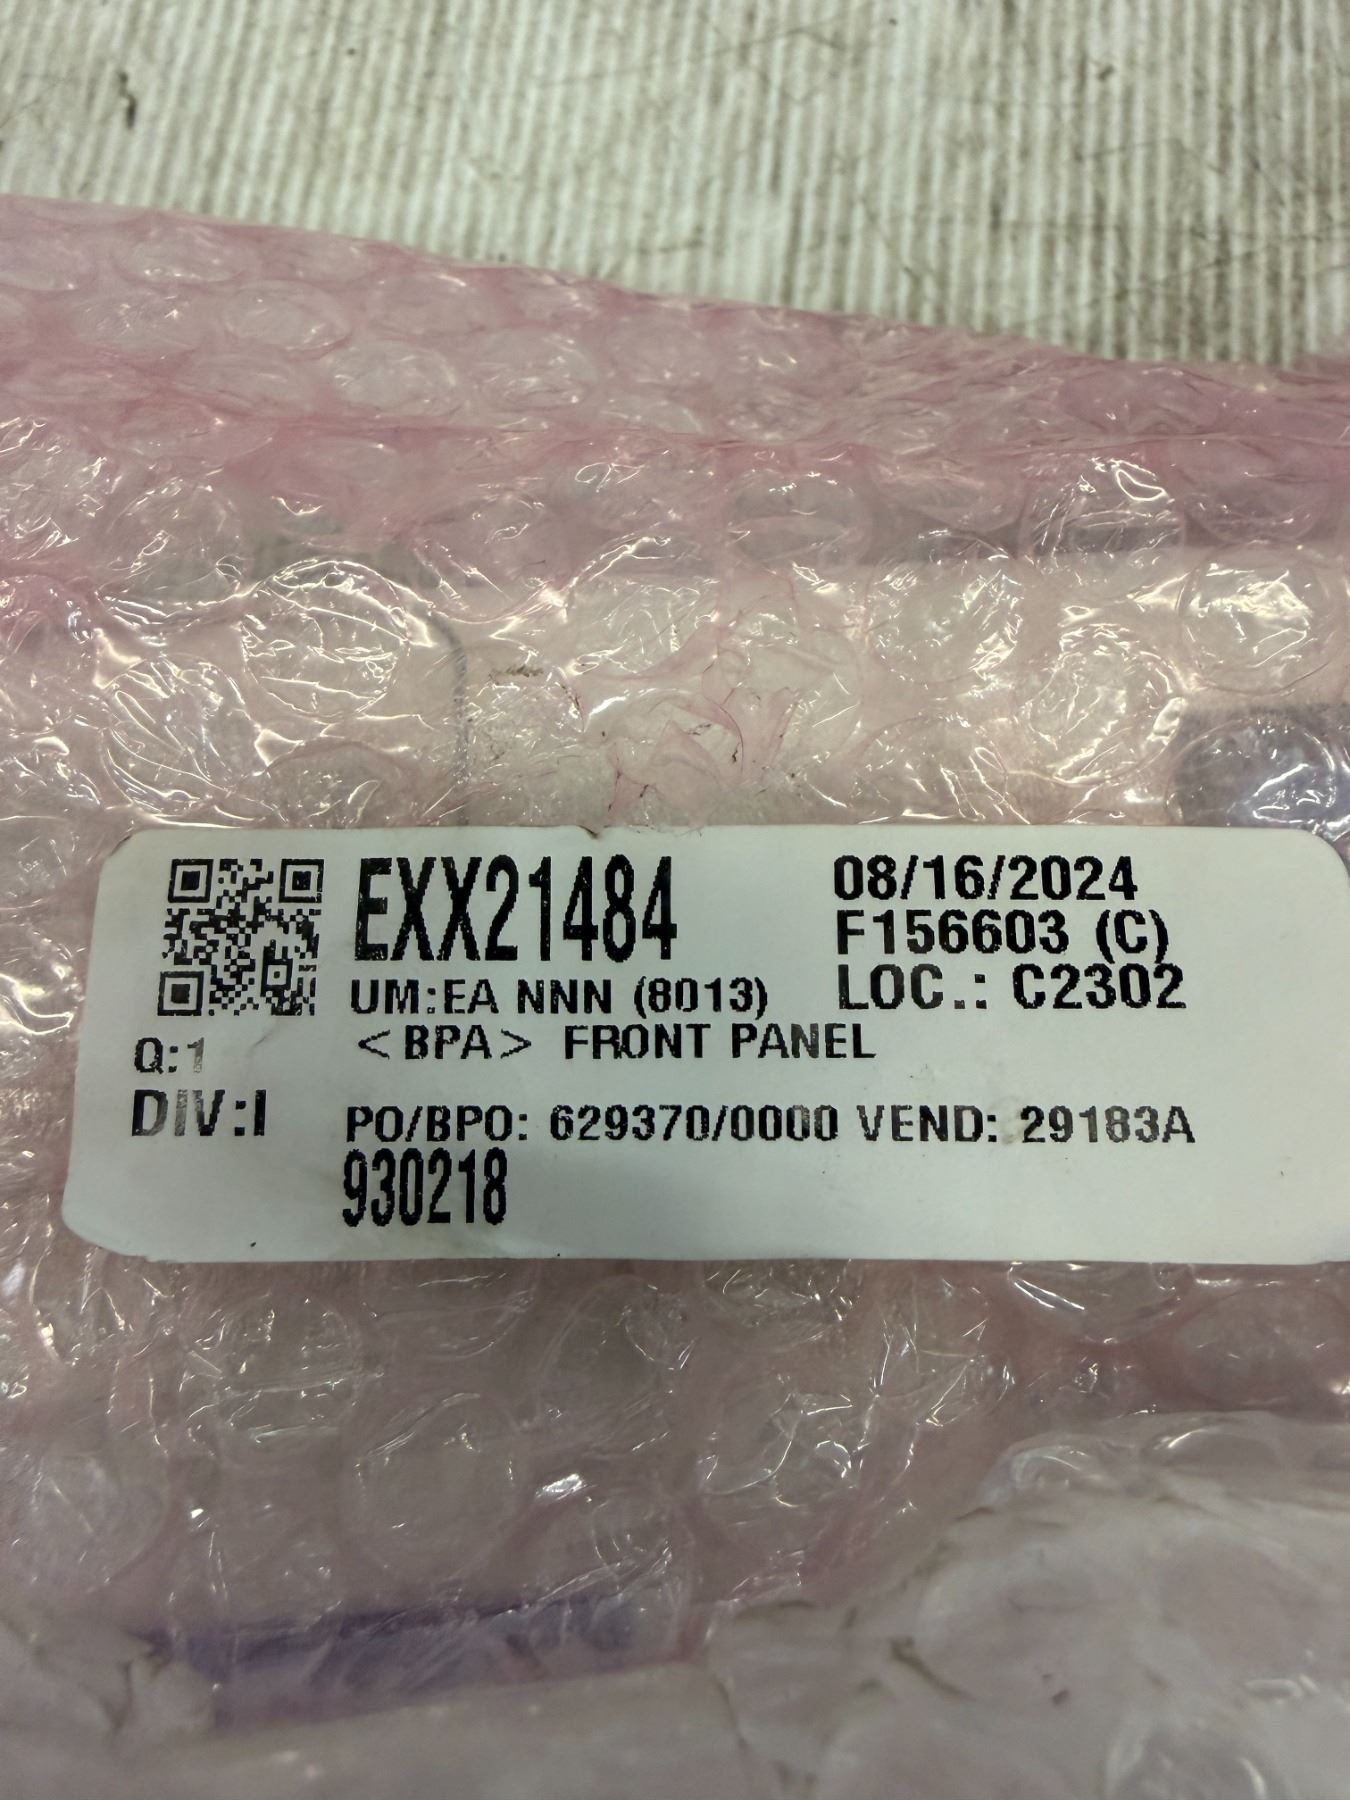 EXX21484
08/16/2024
F156603 (C)
UM:EA NNN (8013)
LOC.: C2302
<BPA> FRONT PANEL
Q:1
DIV:I
PO/BPO: 629370/0000 VEND: 29183A
930218